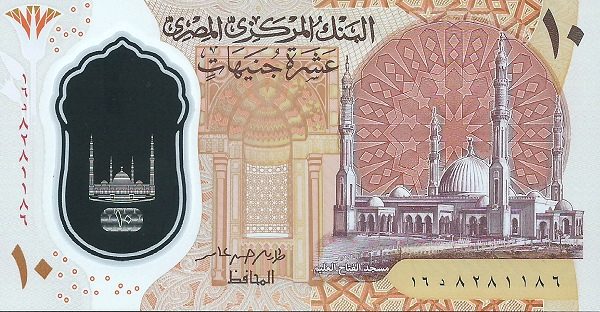 البنك المركزي المصري
عشرة جنيهات
١٠
١٦ د ٨٢٨١١٨٦
١٠
١٠
المحافظ
مسجد الفتاح العليم
١٦ د ٨٢٨١١٨٦